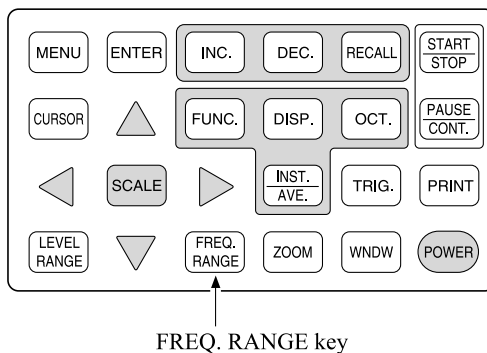 MENU ENTER INC. DEC. RECALL START
STOP
CURSOR FUNC. DISP. OCT. PAUSE
CONT.
SCALE INST.
AVE. TRIG. PRINT
LEVEL
RANGE FREQ.
RANGE ZOOM WNDW POWER
FREQ. RANGE key